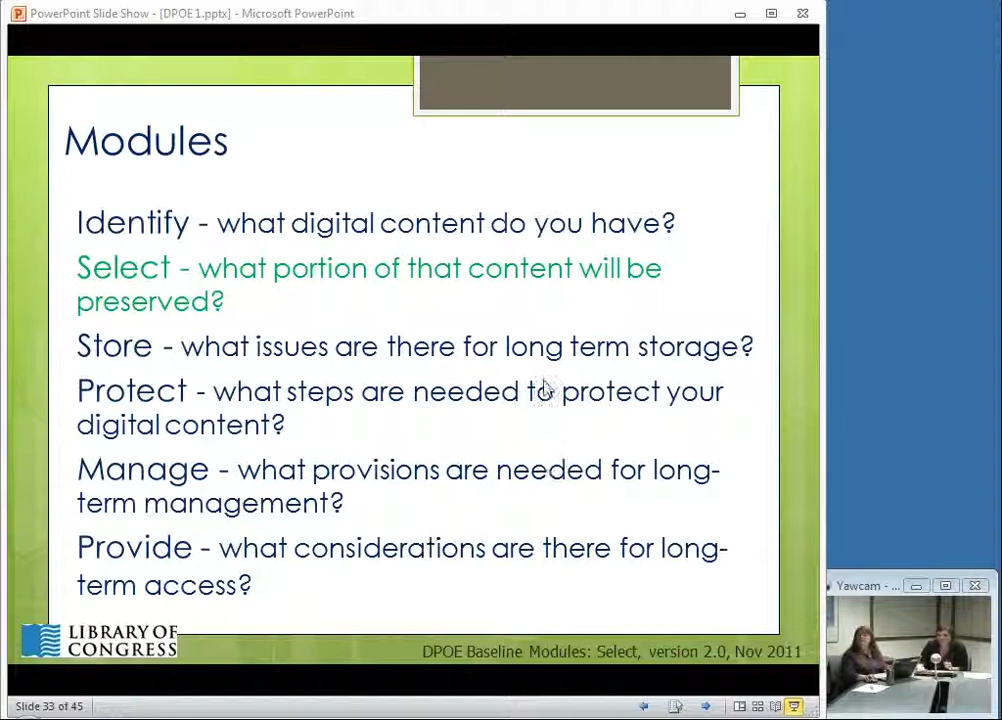 PowerPoint Slide Show - [DPOE 1.pptx] - Microsoft PowerPoint
Modules
Identify - what digital content do you have?
Select - what portion of that content will be
preserved?
Store - what issues are there for long term storage?
Protect - what steps are needed to protect your
digital content?
Manage - what provisions are needed for long-
term management?
Provide - what considerations are there for long-
term access?
LIBRARY OF
CONGRESS
DPOE Baseline Modules: Select, version 2.0, Nov 2011
Slide 33 of 45
Yawcam - ...